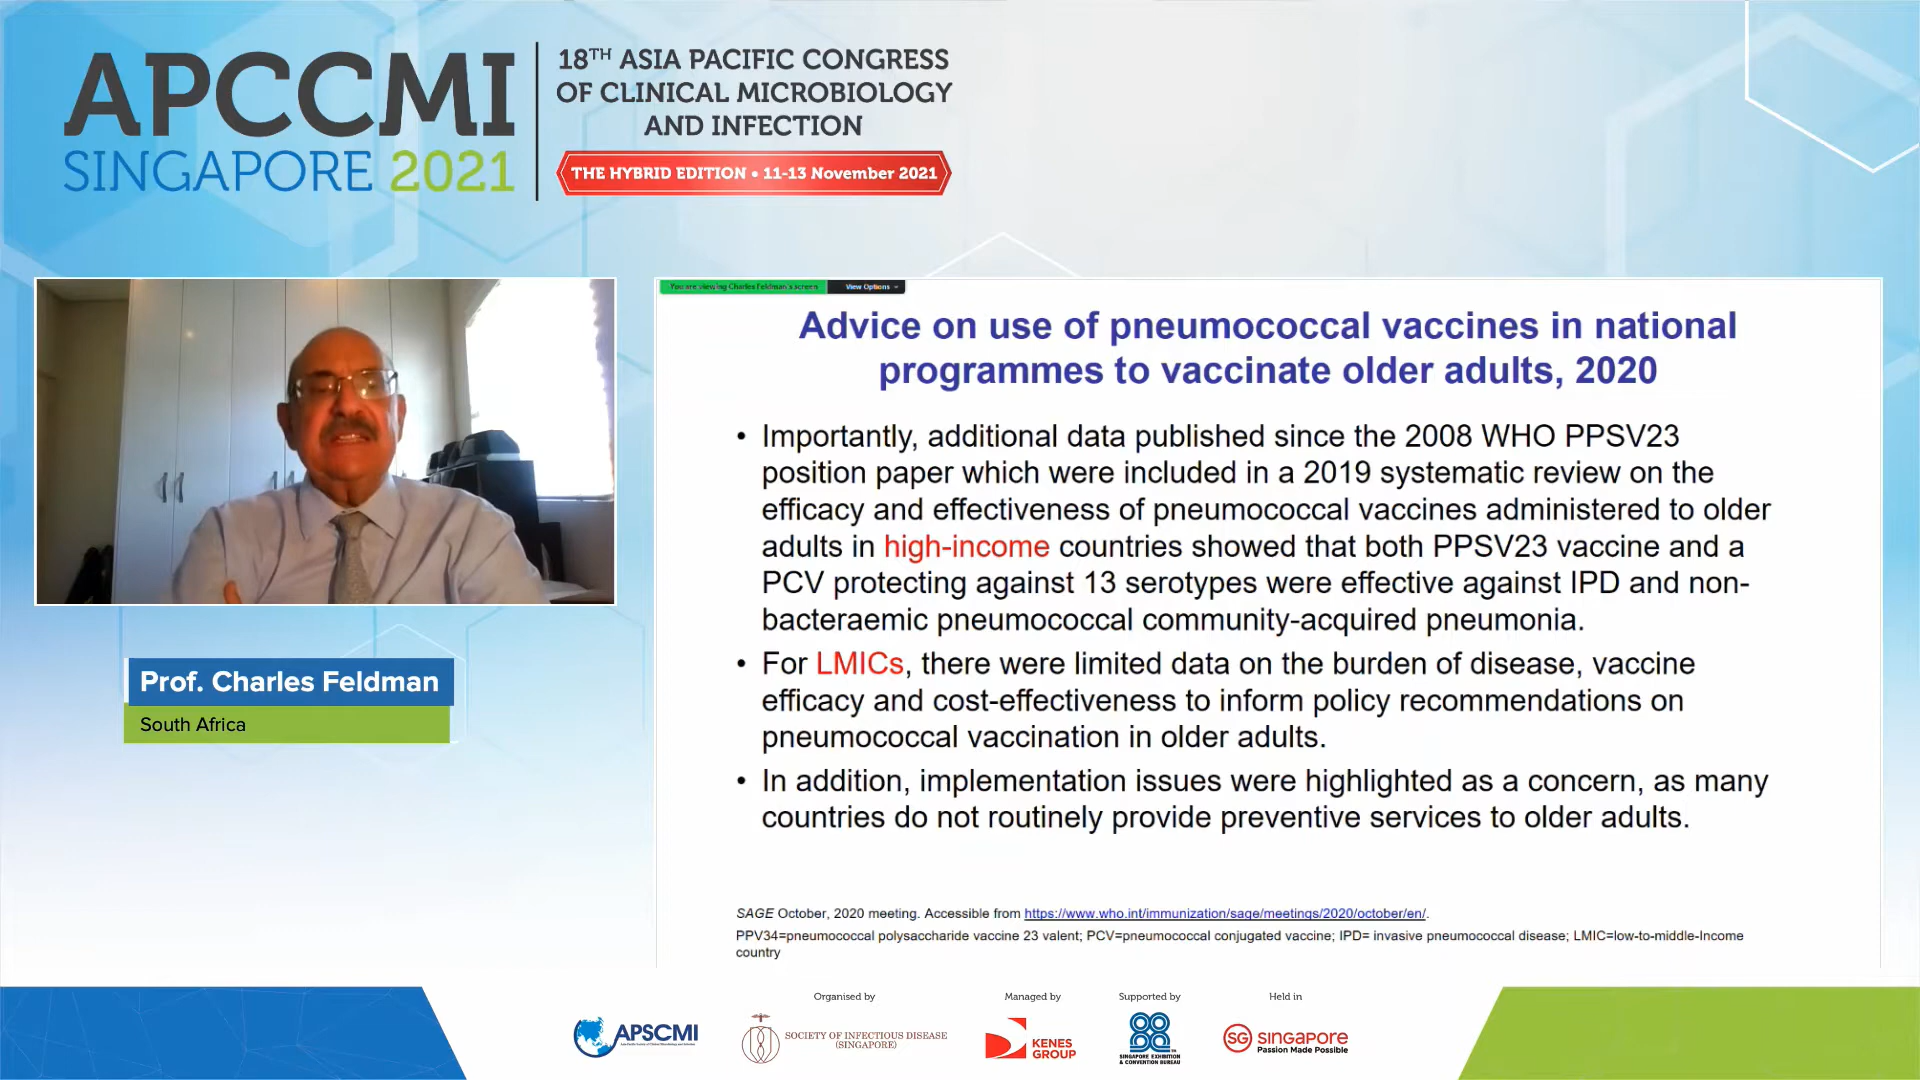 APCCMI
SINGAPORE 2021
18TH ASIA PACIFIC CONGRESS
OF CLINICAL MICROBIOLOGY
AND INFECTION
THE HYBRID EDITION • 11-13 November 2021
You are viewing Charles Feldman's screen
View Options
Advice on use of pneumococcal vaccines in national
programmes to vaccinate older adults, 2020
• Importantly, additional data published since the 2008 WHO PPSV23
position paper which were included in a 2019 systematic review on the
efficacy and effectiveness of pneumococcal vaccines administered to older
adults in high-income countries showed that both PPSV23 vaccine and a
PCV protecting against 13 serotypes were effective against IPD and non-
bacteraemic pneumococcal community-acquired pneumonia.
• For LMICs, there were limited data on the burden of disease, vaccine
efficacy and cost-effectiveness to inform policy recommendations on
pneumococcal vaccination in older adults.
• In addition, implementation issues were highlighted as a concern, as many
countries do not routinely provide preventive services to older adults.
SAGE October, 2020 meeting. Accessible from https://www.who.int/immunization/sage/meetings/2020/october/en/.
PPV34=pneumococcal polysaccharide vaccine 23 valent; PCV=pneumococcal conjugated vaccine; IPD= invasive pneumococcal disease; LMIC=low-to-middle-Income
country
Prof. Charles Feldman
South Africa
APSCMI
Organised by
SOCIETY OF INFECTIOUS DISEASE
(SINGAPORE)
Managed by
KENES
GROUP
Supported by
SINGAPORE EXHIBITION
& CONVENTION BUREAU
Held in
SG SINGAPORE
Passion Made Possible